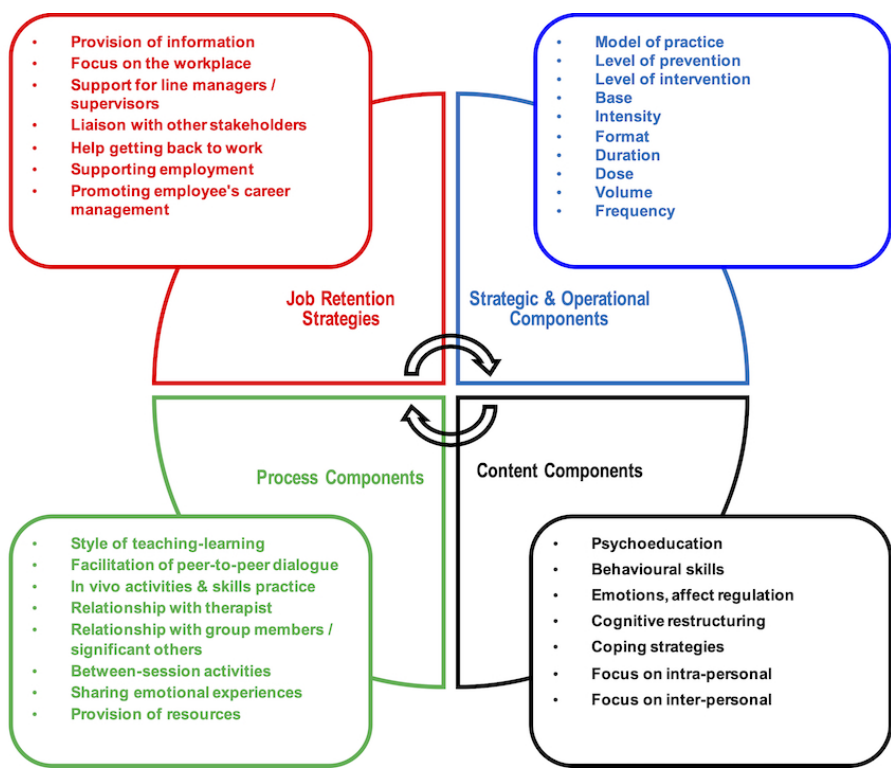 • Provision of information
• Focus on the workplace
• Support for line managers /
supervisors
• Liaison with other stakeholders
• Help getting back to work
• Supporting employment
• Promoting employee's career
management
• Model of practice
• Level of prevention
• Level of intervention
• Base
• Intensity
• Format
• Duration
• Dose
• Volume
• Frequency
Job Retention
Strategies
Strategic & Operational
Components
Process Components
Content Components
• Style of teaching-learning
• Facilitation of peer-to-peer dialogue
• In vivo activities & skills practice
• Relationship with therapist
• Relationship with group members /
significant others
• Between-session activities
• Sharing emotional experiences
• Provision of resources
• Psychoeducation
• Behavioural skills
• Emotions, affect regulation
• Cognitive restructuring
• Coping strategies
• Focus on intra-personal
• Focus on inter-personal